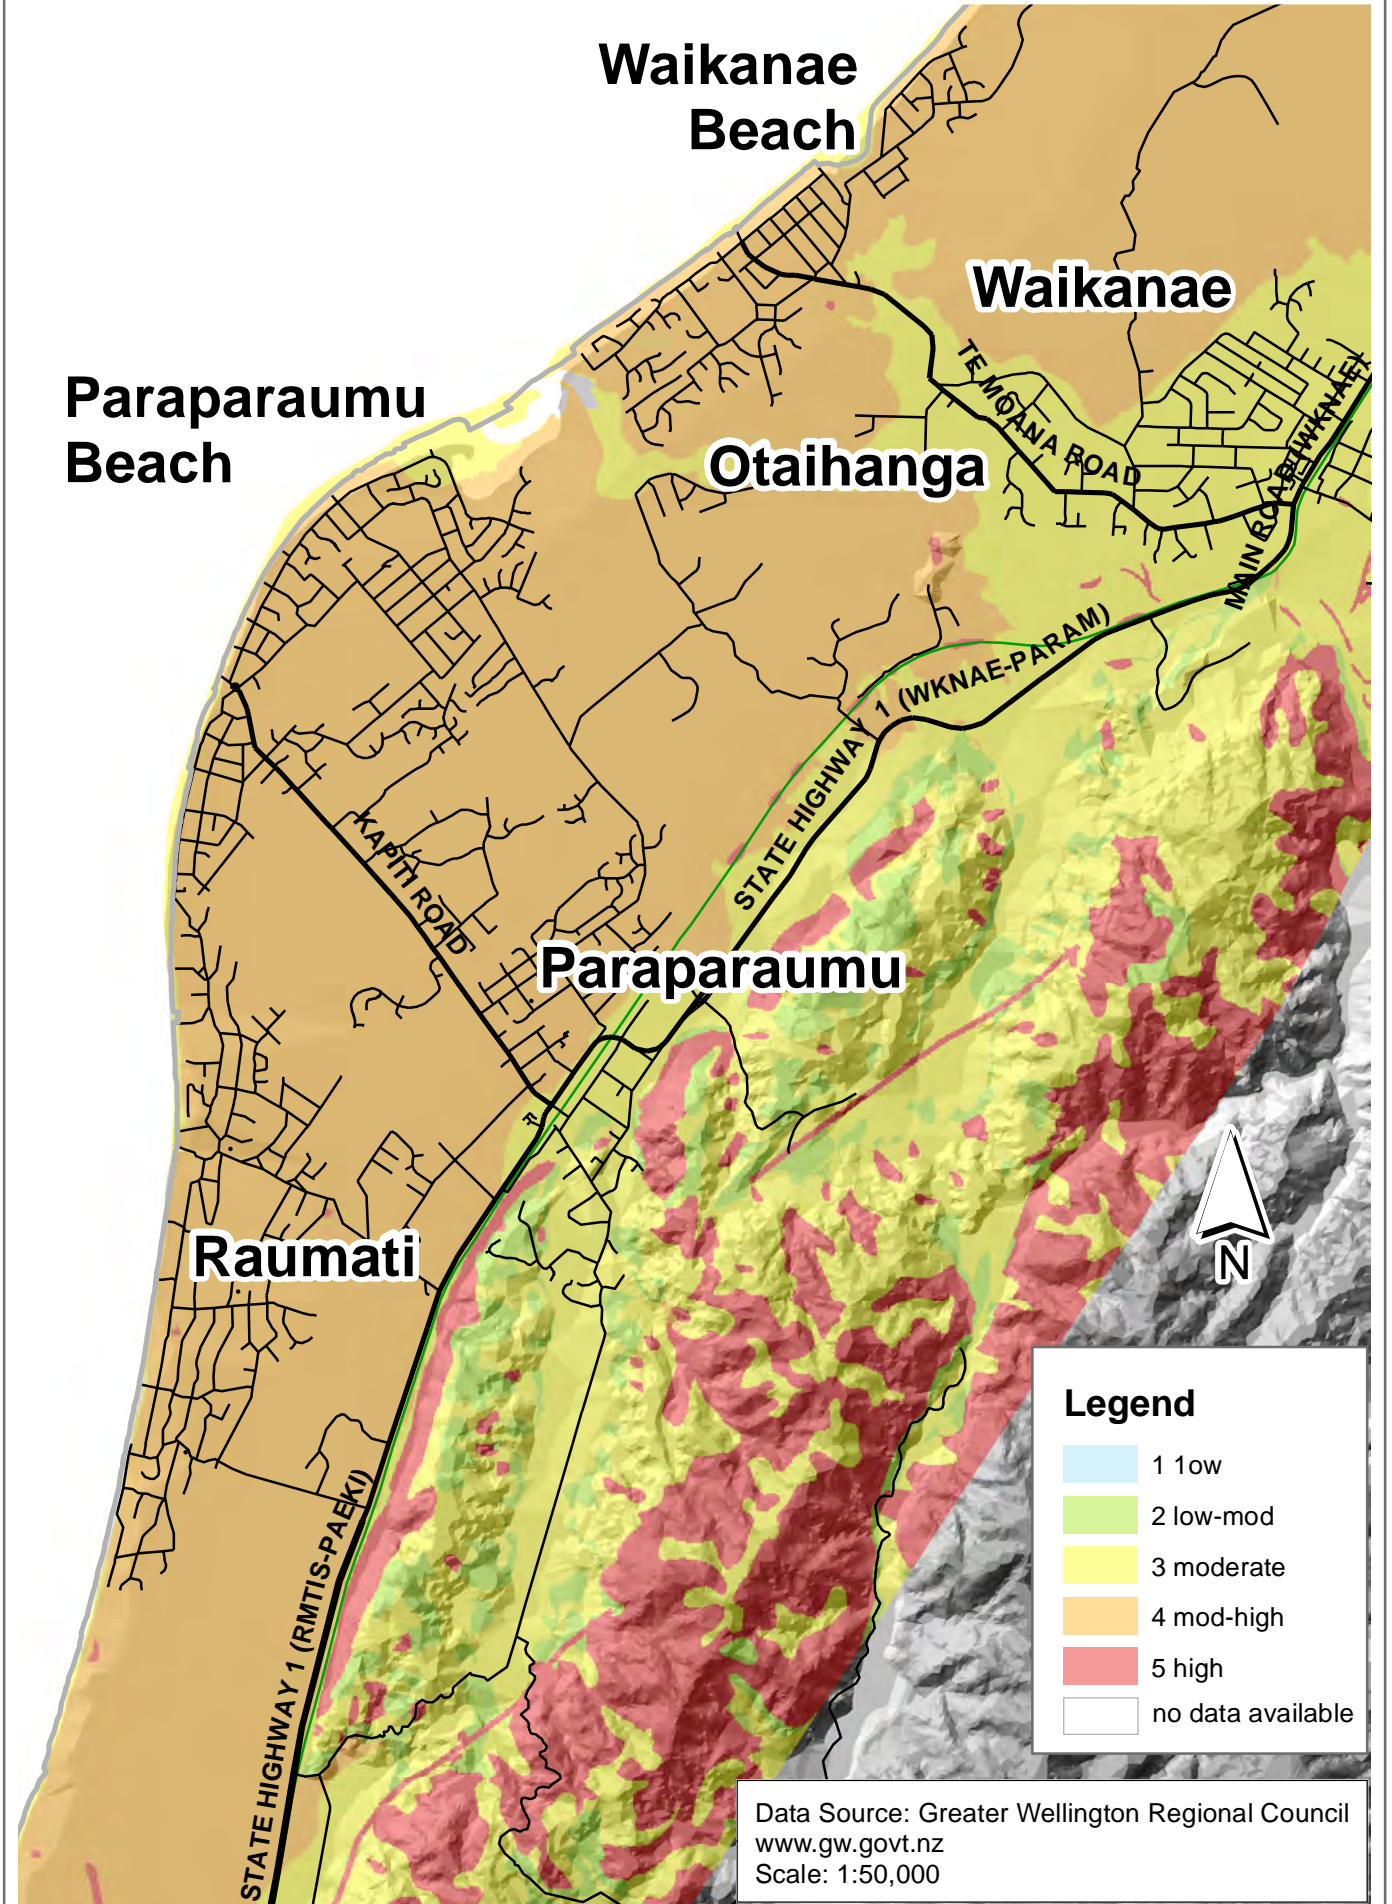 Waikanae
Beach
Waikanae
Paraparaumu
Beach
TE MOANA ROAD
MAIN ROAD (WKNAE)
Otaihanga
STATE HIGHWAY 1 (WKNAE-PARAM)
KAPITI ROAD
Paraparaumu
Raumati
N
STATE HIGHWAY 1 (RMTIS-PAEKI)
Legend
1 1ow
2 low-mod
3 moderate
4 mod-high
5 high
no data available
Data Source: Greater Wellington Regional Council
www.gw.govt.nz
Scale: 1:50,000